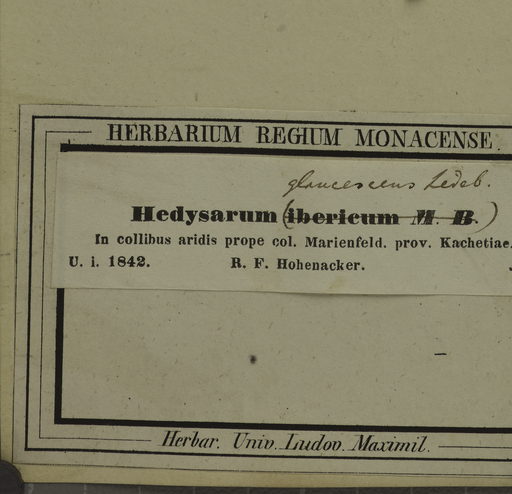 HERBARIUM REGIUM MONACENSE.
glaucescens Ledeb.
Hedysarum (ibericum M. B.)
In collibus aridis prope col. Marienfeld. prov. Kachetiae.
U. i. 1842. R. F. Hohenacker.
Herbar. Univ. Ludov. Maximil.